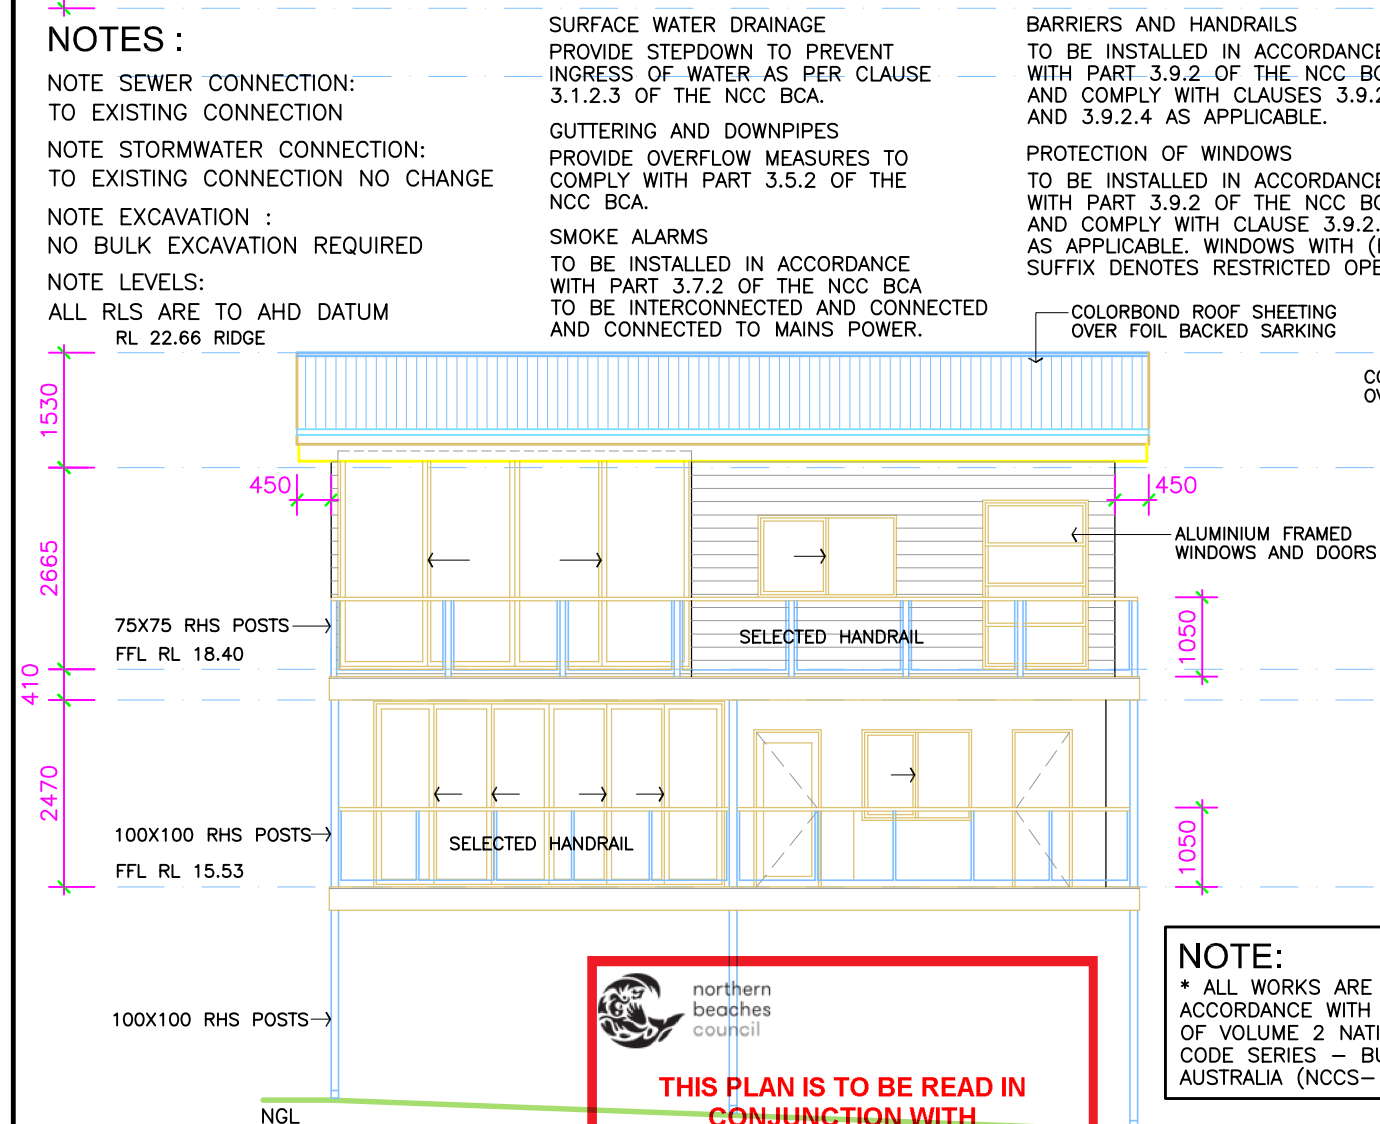 NOTES :
NOTE SEWER CONNECTION:
TO EXISTING CONNECTION
NOTE STORMWATER CONNECTION:
TO EXISTING CONNECTION NO CHANGE
NOTE EXCAVATION :
NO BULK EXCAVATION REQUIRED
NOTE LEVELS:
ALL RLS ARE TO AHD DATUM
SURFACE WATER DRAINAGE
PROVIDE STEPDOWN TO PREVENT
INGRESS OF WATER AS PER CLAUSE
3.1.2.3 OF THE NCC BCA.
GUTTERING AND DOWNPIPES
PROVIDE OVERFLOW MEASURES TO
COMPLY WITH PART 3.5.2 OF THE
NCC BCA.
SMOKE ALARMS
TO BE INSTALLED IN ACCORDANCE
WITH PART 3.7.2 OF THE NCC BCA
TO BE INTERCONNECTED AND CONNECTED
AND CONNECTED TO MAINS POWER.
BARRIERS AND HANDRAILS
TO BE INSTALLED IN ACCORDANCE
WITH PART 3.9.2 OF THE NCC
AND COMPLY WITH CLAUSES 3.9.2
AND 3.9.2.4 AS APPLICABLE.
PROTECTION OF WINDOWS
TO BE INSTALLED IN ACCORDANCE
WITH PART 3.9.2 OF THE NCC
AND COMPLY WITH CLAUSE 3.9.2.
AS APPLICABLE. WINDOWS WITH
SUFFIX DENOTES RESTRICTED
RL 22.66 RIDGE
COLORBOND ROOF SHEETING
OVER FOIL BACKED SARKING
1530
450
450
2665
ALUMINIUM FRAMED
WINDOWS AND DOORS
75X75 RHS POSTS
FFL RL 18.40
SELECTED HANDRAIL
1050
410
2470
100X100 RHS POSTS
FFL RL 15.53
SELECTED HANDRAIL
1050
100X100 RHS POSTS
NGL
northern
beaches
council
THIS PLAN IS TO BE READ IN
CONJUNCTION WITH
NOTE:
* ALL WORKS ARE
ACCORDANCE WITH
OF VOLUME 2
CODE SERIES –
AUSTRALIA (NCCS–